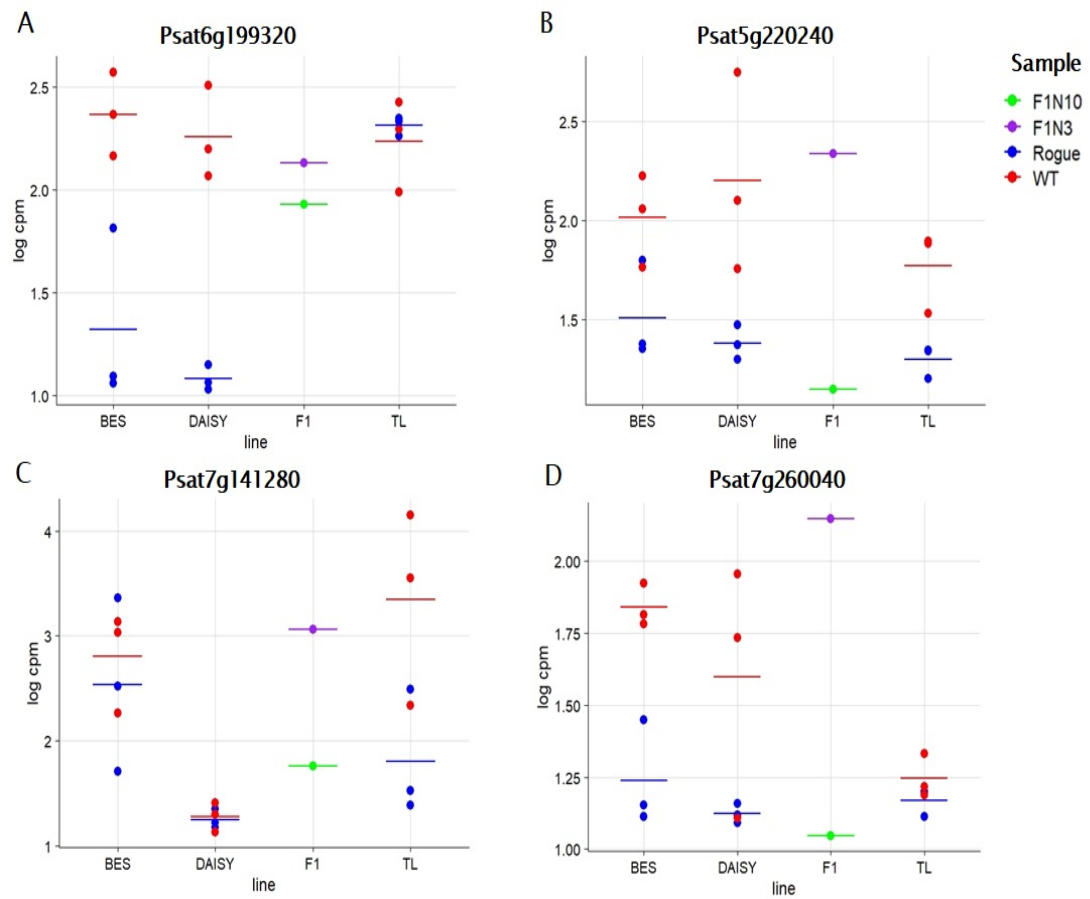 A
Psat6g199320
2.5
2.0
1.5
1.0
log cpm
BES
DAISY
F1
TL
line
B
Psat5g220240
2.5
2.0
1.5
log cpm
BES
DAISY
F1
TL
line
Sample
F1N10
F1N3
Rogue
WT
C
Psat7g141280
4
3
2
1
log cpm
BES
DAISY
F1
TL
line
D
Psat7g260040
2.00
1.75
1.50
1.25
1.00
log cpm
BES
DAISY
F1
TL
line